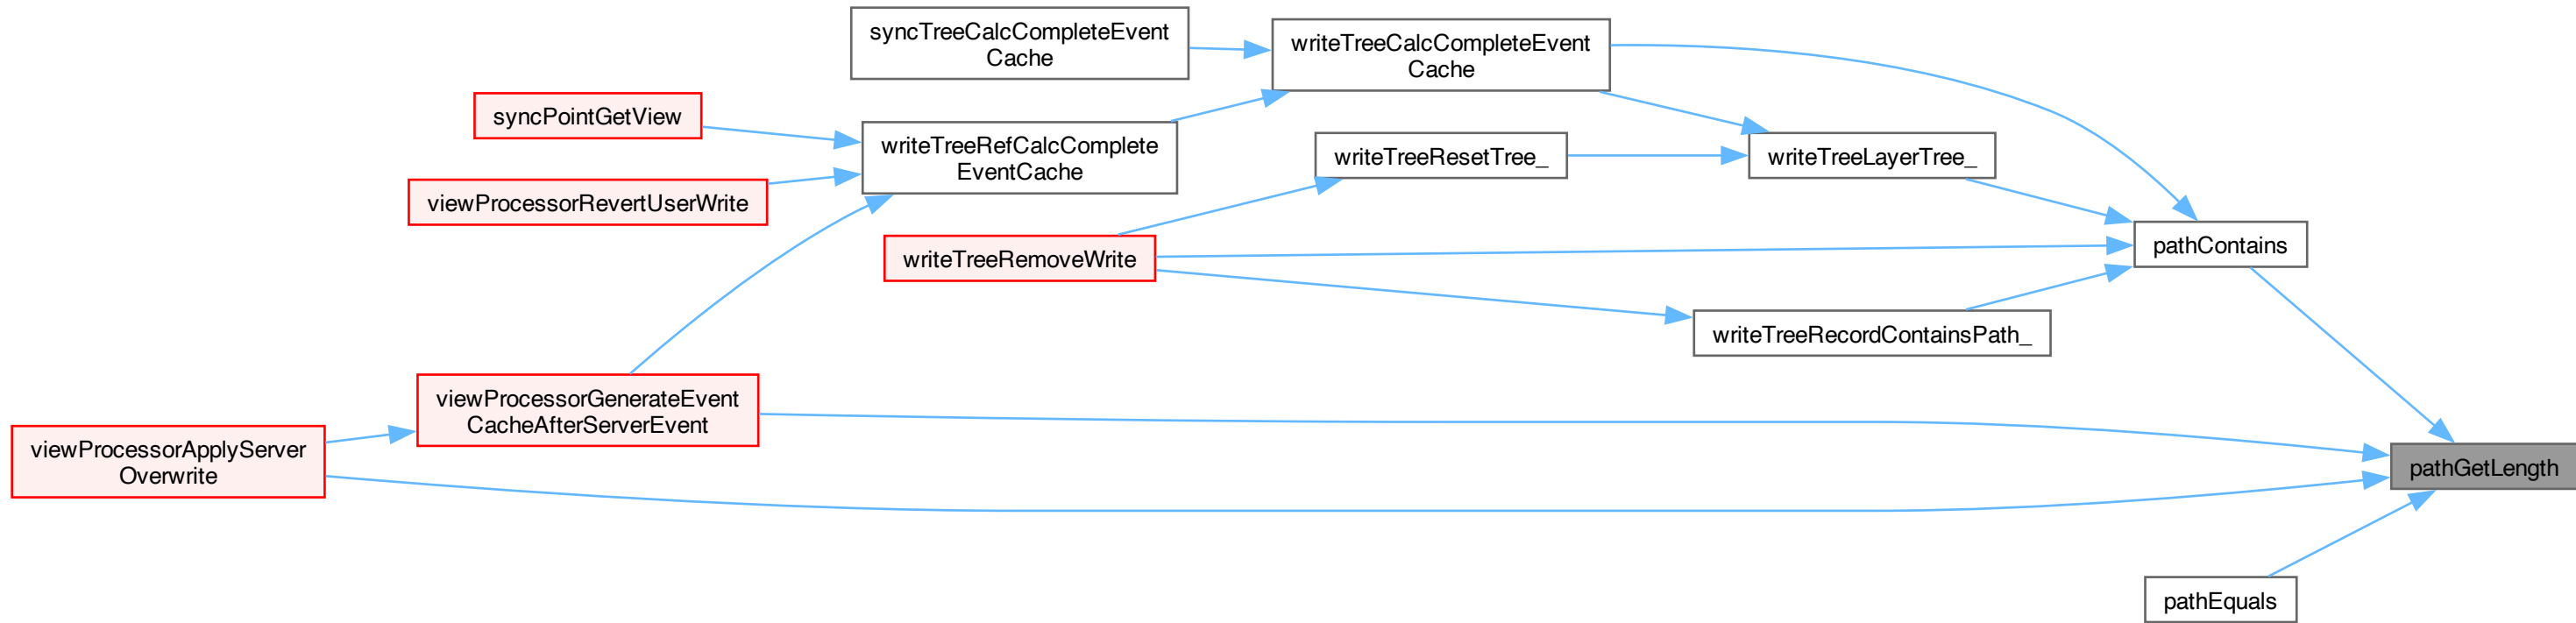 syncTreeCalcCompleteEvent
Cache
writeTreeCalcCompleteEvent
Cache
syncPointGetView
writeTreeRefCalcComplete
EventCache
writeTreeResetTree_
writeTreeLayerTree_
viewProcessorRevertUserWrite
writeTreeRemoveWrite
pathContains
writeTreeRecordContainsPath_
viewProcessorGenerateEvent
CacheAfterServerEvent
viewProcessorApplyServer
Overwrite
pathGetLength
pathEquals